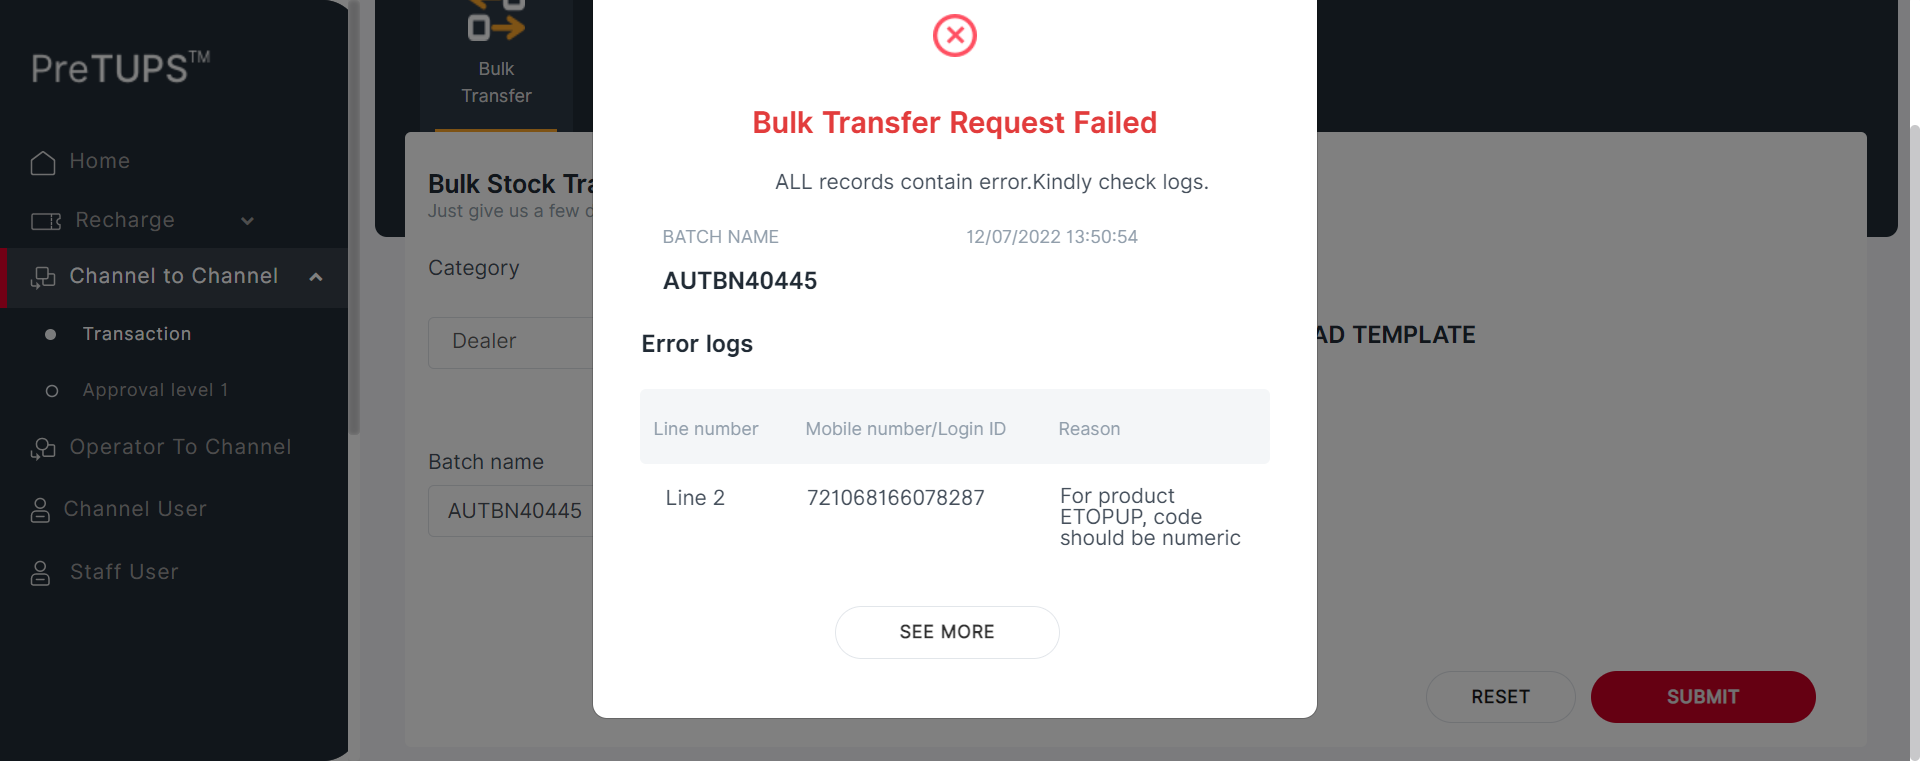 PreTUPS™
Home
Recharge
Channel to Channel
Transaction
Approval level 1
Operator To Channel
Channel User
Staff User
Bulk
Transfer
Bulk Stock Tra
Just give us a few
Category
Dealer
Batch name
AUTBN40445
Bulk Transfer Request Failed
ALL records contain error.Kindly check logs.
BATCH NAME 12/07/2022 13:50:54
AUTBN40445
Error logs
Line number Mobile number/Login ID Reason
Line 2 721068166078287 For product
ETOPUP, code
should be numeric
SEE MORE
AD TEMPLATE
RESET SUBMIT